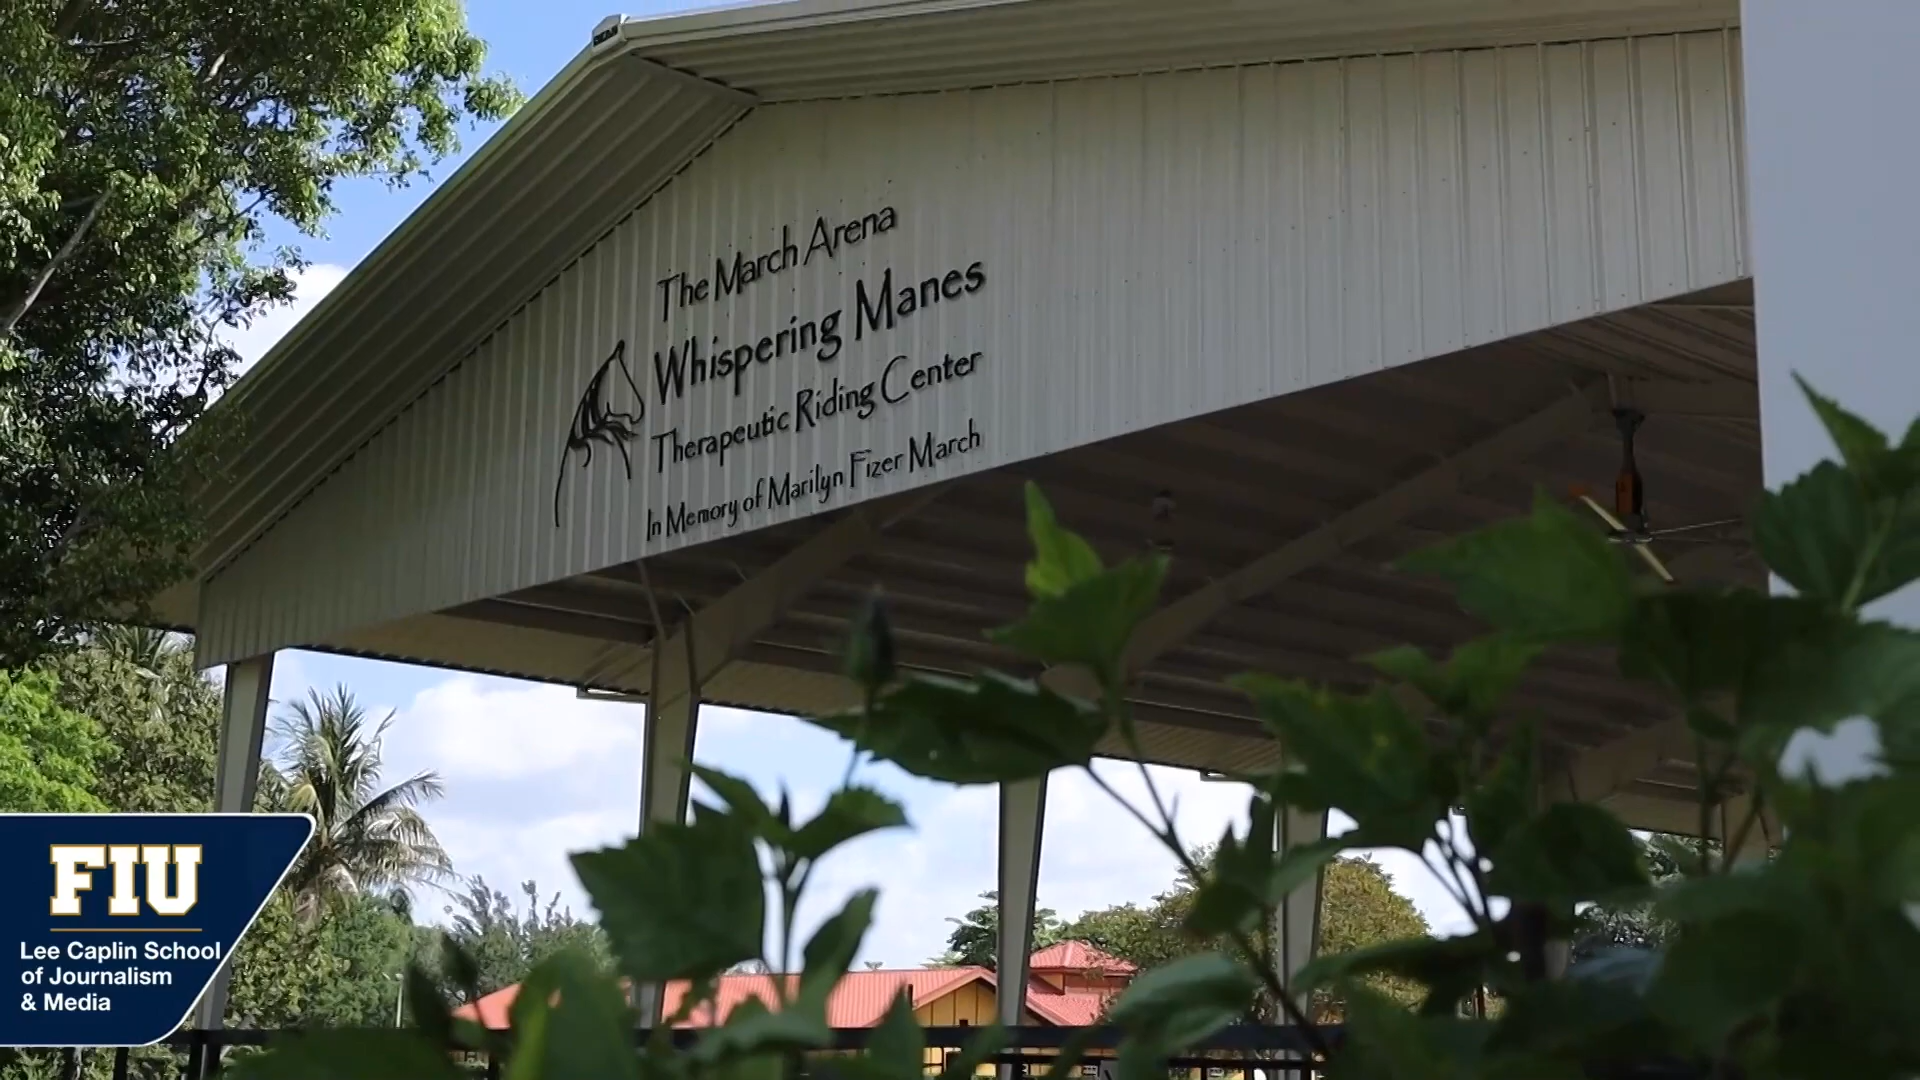 The March Arena
Whispering Manes
Therapeutic Riding Center
In Memory of Marilyn Fizer March
FIU
Lee Caplin School
of Journalism
& Media